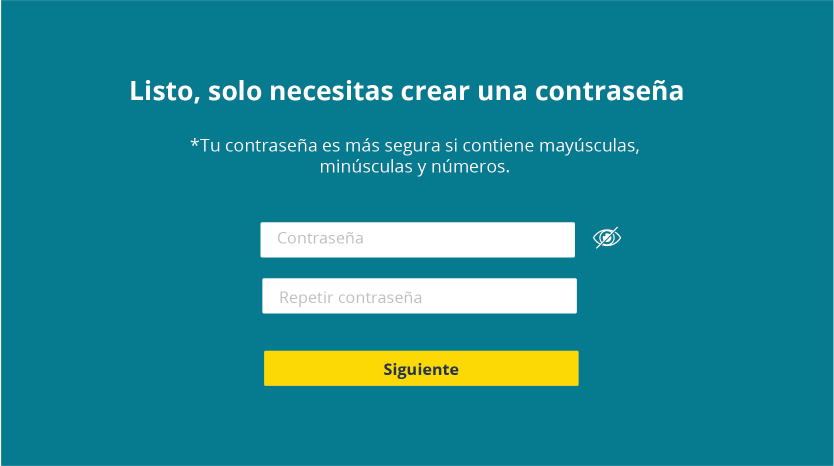 Listo, solo necesitas crear una contraseña
*Tu contraseña es más segura si contiene mayúsculas,
minúsculas y números.
Contraseña
Repetir contraseña
Siguiente